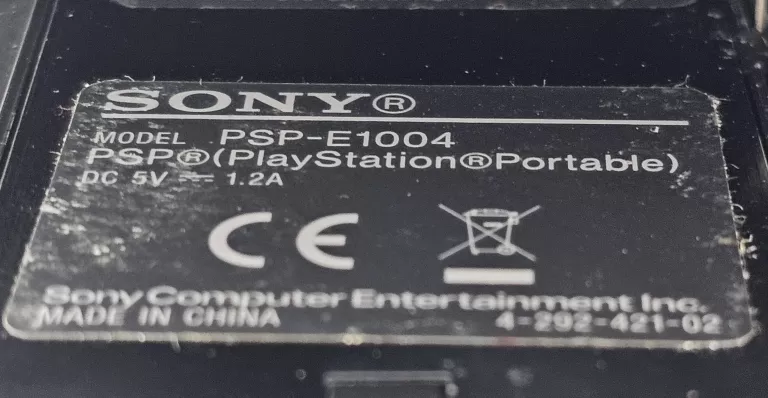 SONY®
MODEL PSP-E1004
PSP®(PlayStation®Portable)
DC 5V ⎓ 1.2A
CE
Sony Computer Entertainment Inc.
MADE IN CHINA 4-292-421-02